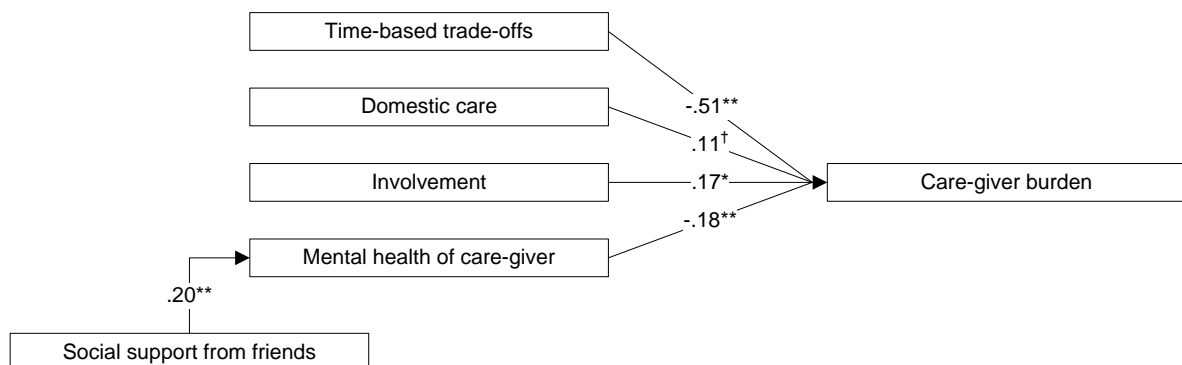 Time-based trade-offs
-.51**
Domestic care
.11†
Involvement
.17*
Care-giver burden
-.18**
Mental health of care-giver
.20**
Social support from friends